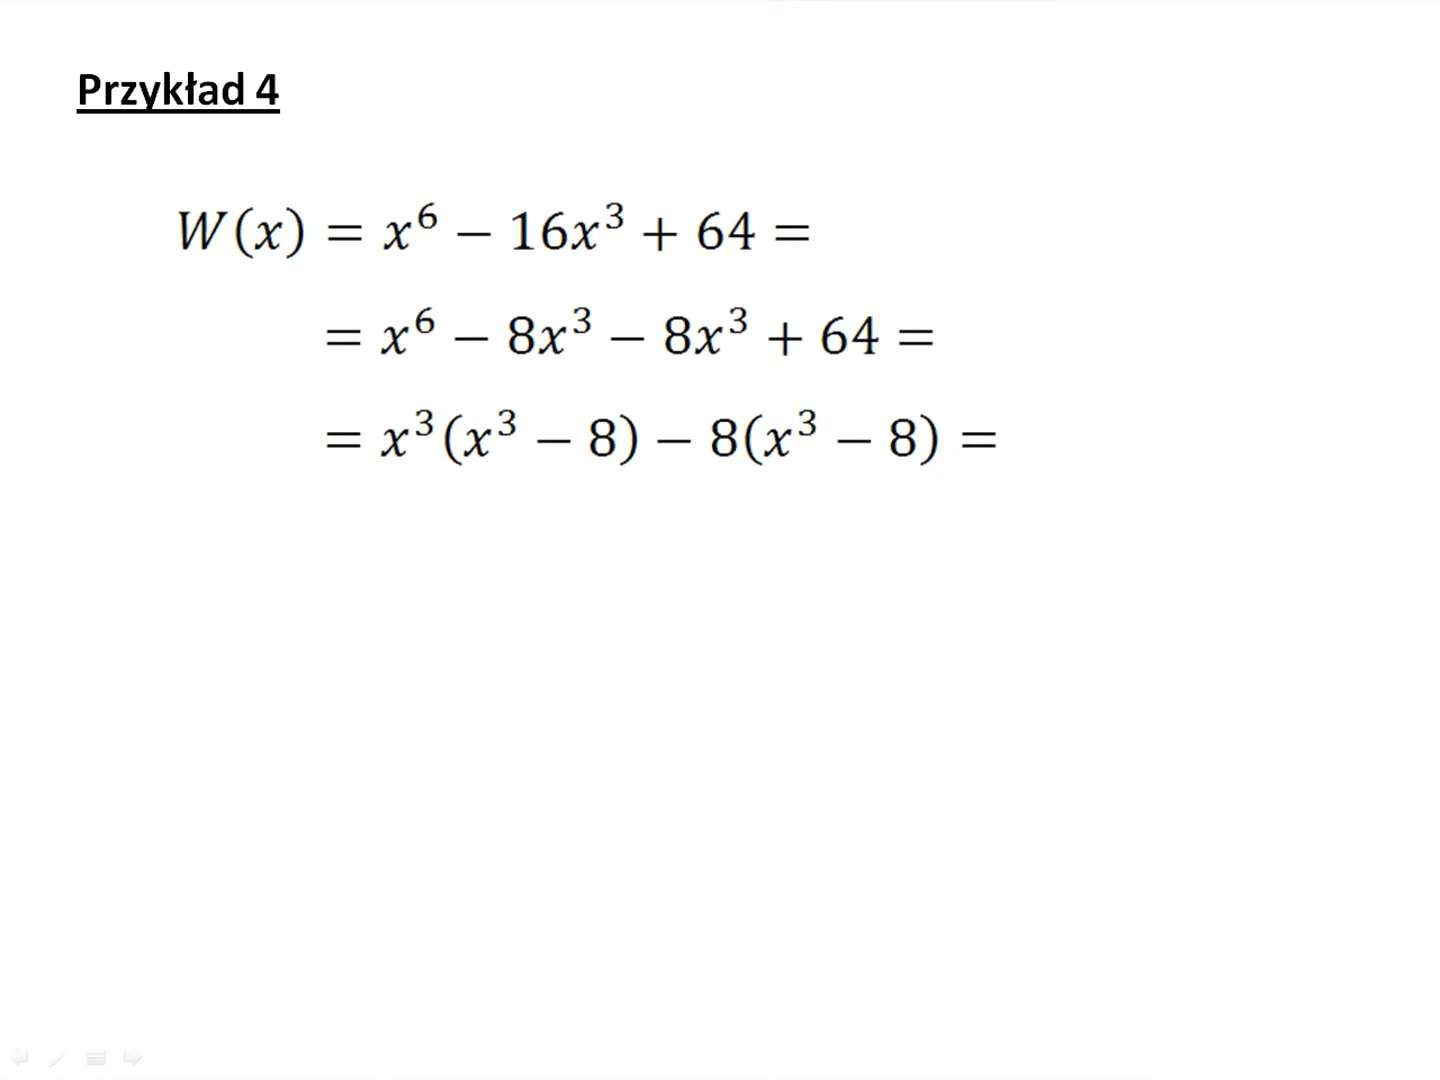 Przykład 4
W(x) = x⁶ − 16x³ + 64 =
= x⁶ − 8x³ − 8x³ + 64 =
= x³(x³ − 8) − 8(x³ − 8) =